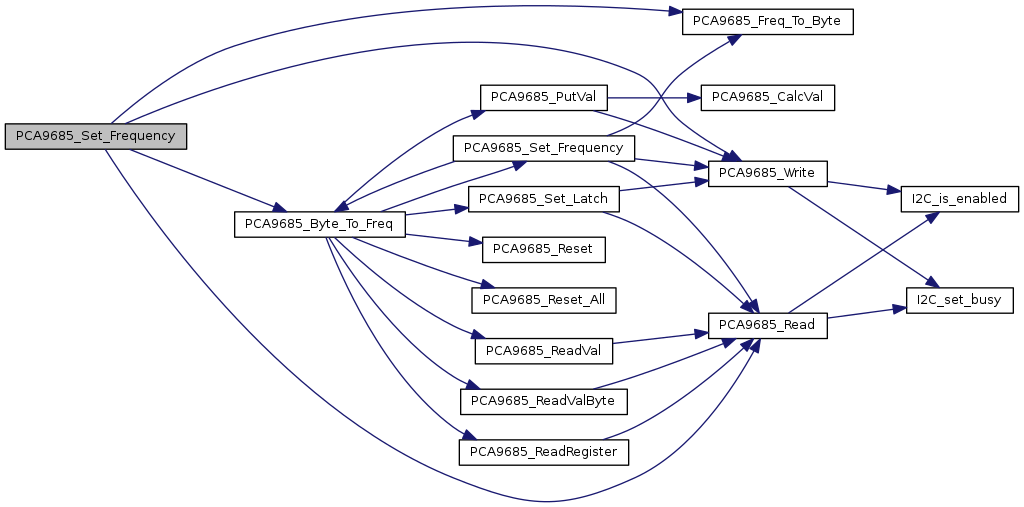 PCA9685_Freq_To_Byte
PCA9685_PutVal
PCA9685_CalcVal
PCA9685_Set_Frequency
PCA9685_Set_Frequency
PCA9685_Write
PCA9685_Set_Latch
I2C_is_enabled
PCA9685_Byte_To_Freq
PCA9685_Reset
PCA9685_Reset_All
I2C_set_busy
PCA9685_Read
PCA9685_ReadVal
PCA9685_ReadValByte
PCA9685_ReadRegister